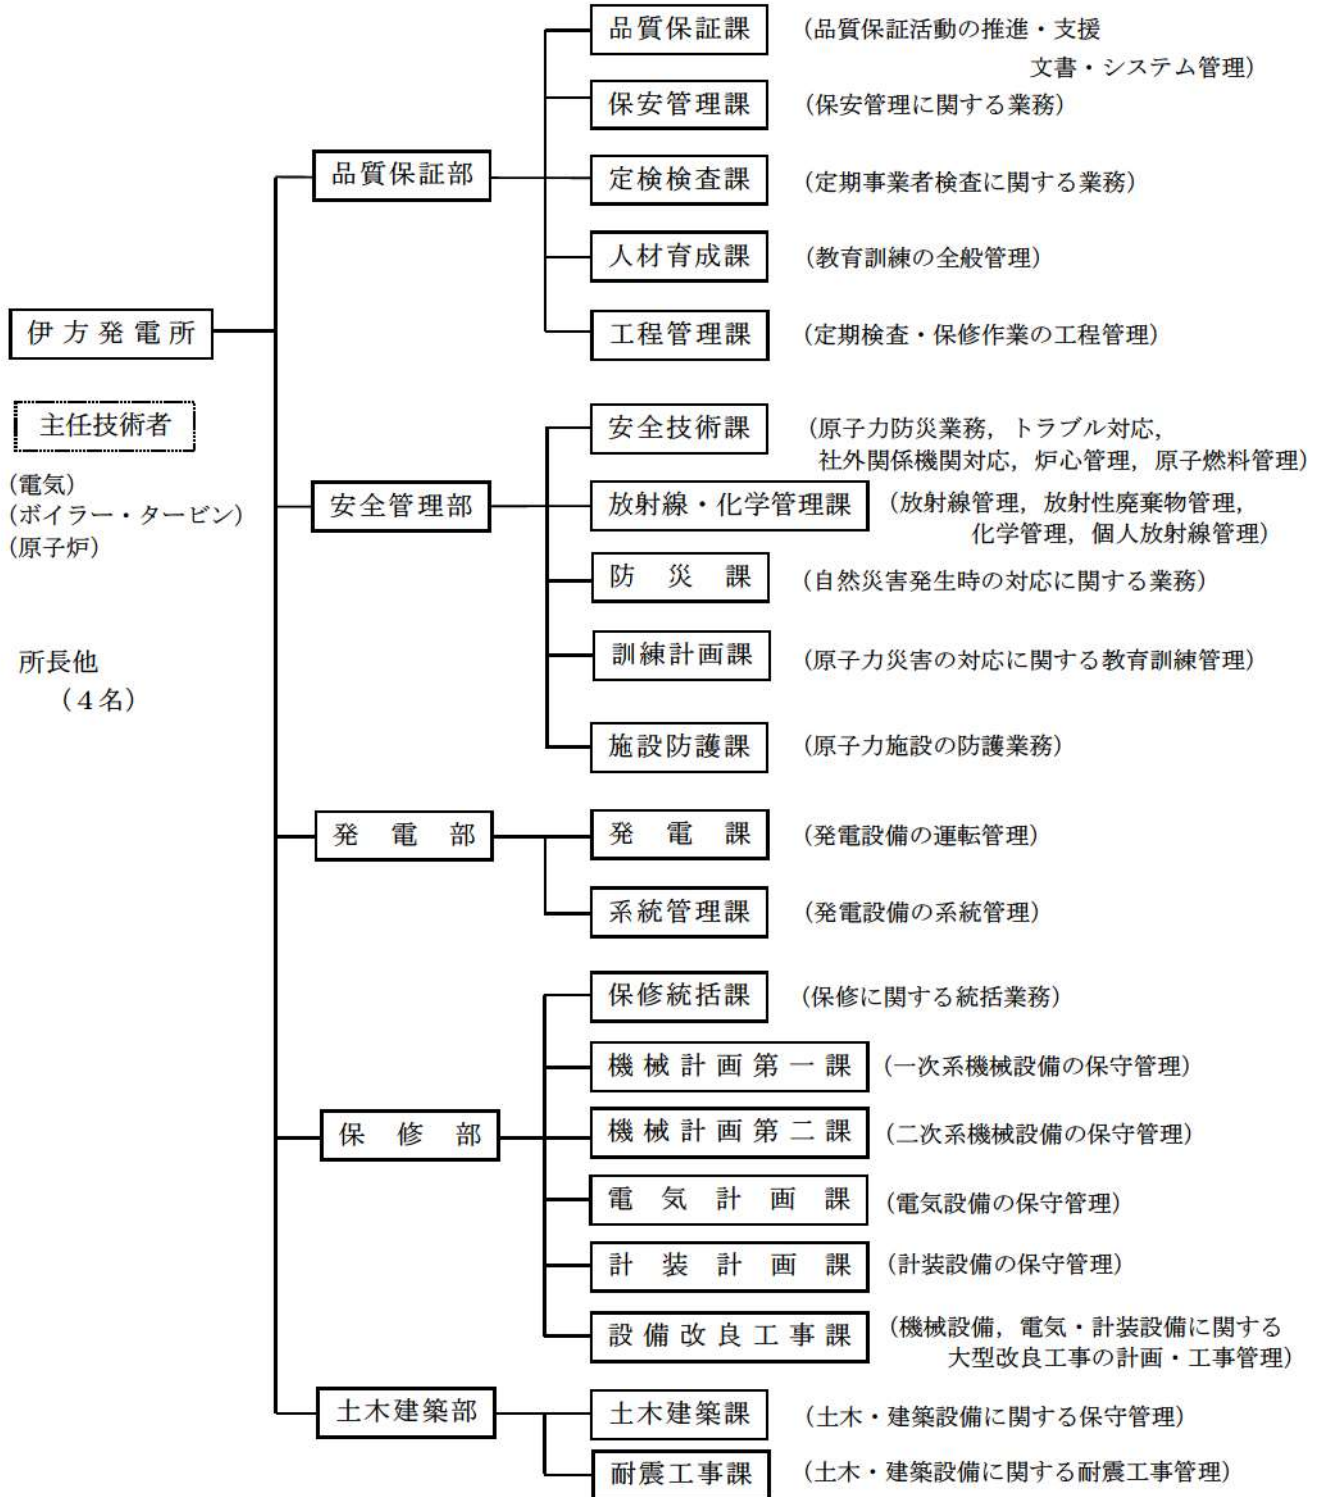 品質保証課 (品質保証活動の推進・支援
文書・システム管理)
保安管理課 (保安管理に関する業務)
品質保証部
定検検査課 (定期事業者検査に関する業務)
人材育成課 (教育訓練の全般管理)
伊方発電所
工程管理課 (定期検査・保修作業の工程管理)
主任技術者
(電気)
(ボイラー・タービン)
(原子炉)
所長他
(4名)
安全技術課 (原子力防災業務,トラブル対応,
社外関係機関対応,炉心管理,原子燃料管理)
安全管理部
放射線・化学管理課 (放射線管理,放射性廃棄物管理,
化学管理,個人放射線管理)
防災課 (自然災害発生時の対応に関する業務)
訓練計画課 (原子力災害の対応に関する教育訓練管理)
施設防護課 (原子力施設の防護業務)
発電部
発電課 (発電設備の運転管理)
系統管理課 (発電設備の系統管理)
保修統括課 (保修に関する統括業務)
機械計画第一課 (一次系機械設備の保守管理)
保修部
機械計画第二課 (二次系機械設備の保守管理)
電気計画課 (電気設備の保守管理)
計装計画課 (計装設備の保守管理)
設備改良工事課 (機械設備,電気・計装設備に関する
大型改良工事の計画・工事管理)
土木建築部
土木建築課 (土木・建築設備に関する保守管理)
耐震工事課 (土木・建築設備に関する耐震工事管理)